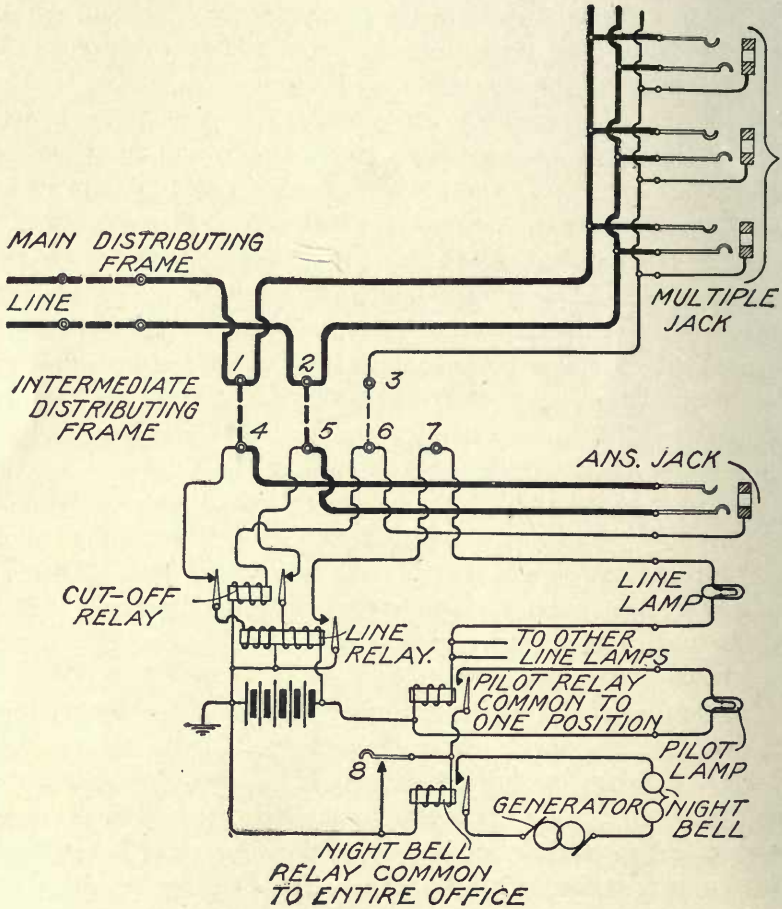 MAIN DISTRIBUTING
FRAME
LINE
MULTIPLE
JACK
1
2
3
INTERMEDIATE
DISTRIBUTING
FRAME
4
5
6
7
ANS. JACK
CUT-OFF
RELAY
LINE
RELAY.
LINE
LAMP
TO OTHER
LINE LAMPS
PILOT RELAY
COMMON TO
ONE POSITION
PILOT
LAMP
8
GENERATOR
NIGHT
BELL
NIGHT BELL
RELAY COMMON
TO ENTIRE OFFICE